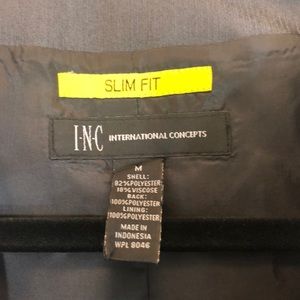 SLIM FIT
I·N·C INTERNATIONAL CONCEPTS
M
SHELL:
82%POLYESTER
18%VISCOSE
BACK:
100%POLYESTER
LINING:
100%POLYESTER
MADE IN
INDONESIA
WPL 8046